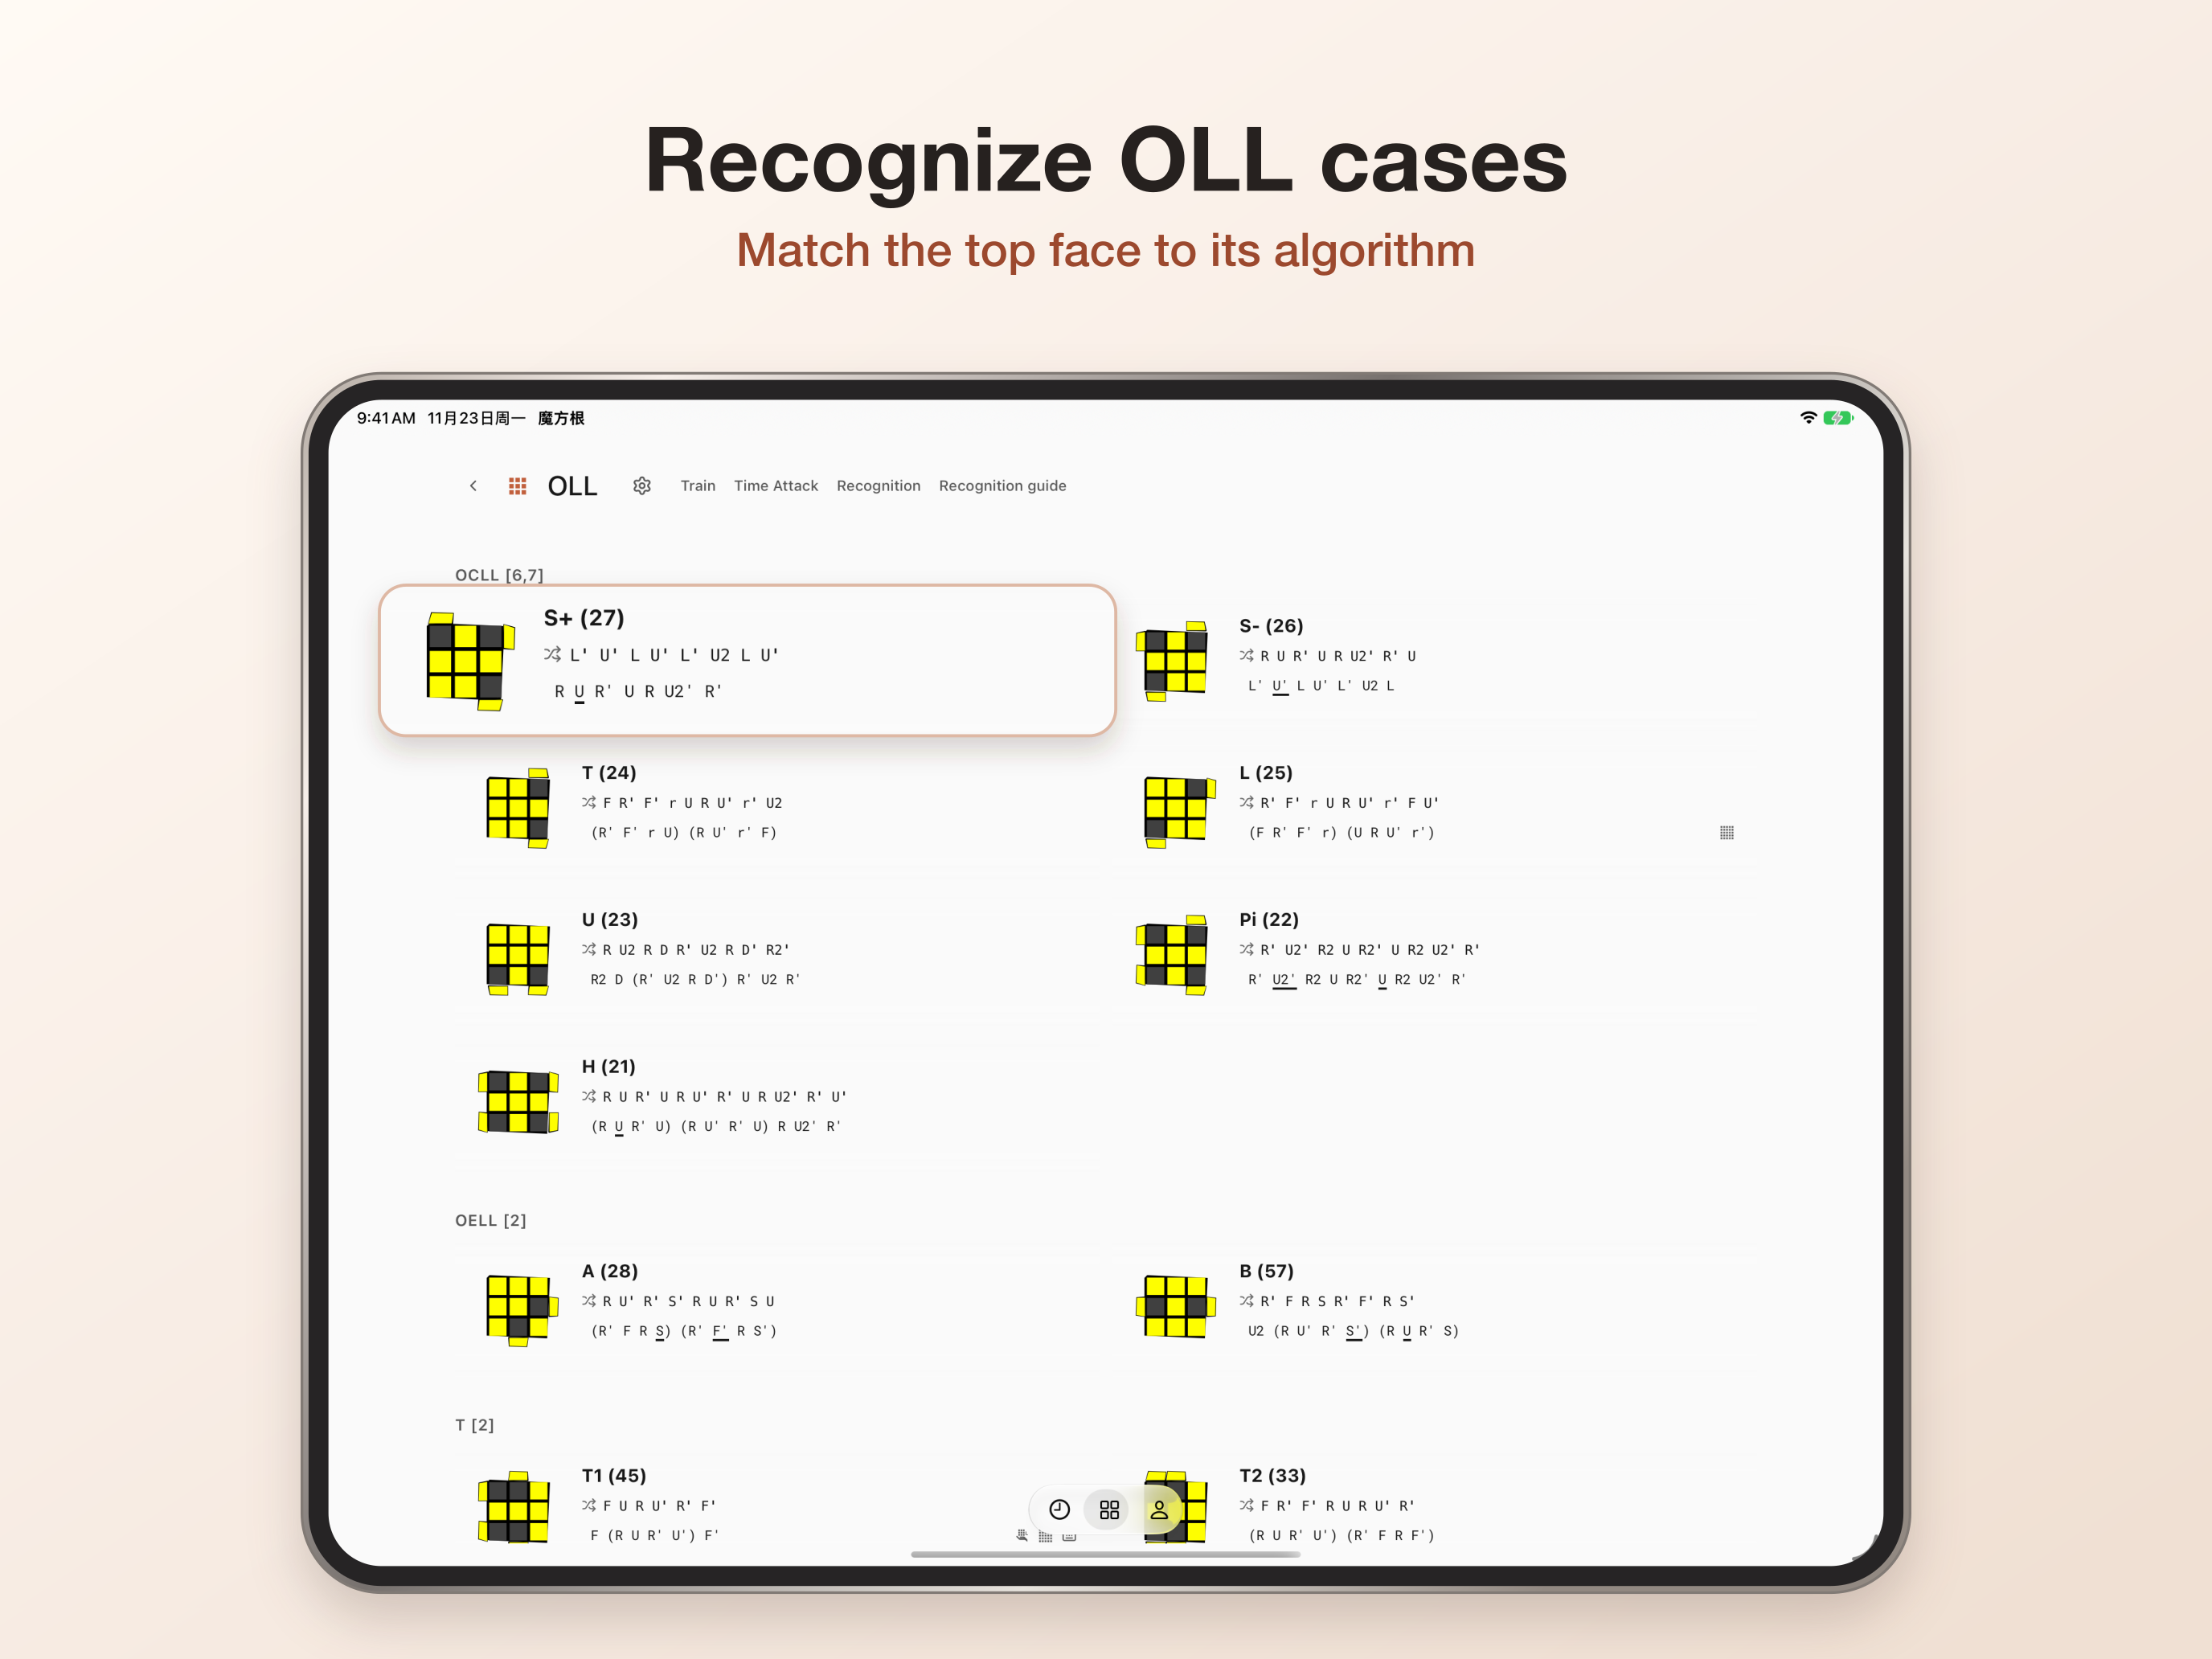 Recognize OLL cases
Match the top face to its algorithm
9:41 AM 11月23日周一 魔方根
OLL Train Time Attack Recognition Recognition guide
OCLL [6,7]
S+ (27)
L' U' L U' L' U2 L U'
R U R' U R U2' R'
S- (26)
R U R' U R U2' R' U
L' U' L U' L' U2 L
T (24)
F R' F' r U R U' r' U2
(R' F' r U) (R U' r' F)
L (25)
R' F' r U R U' r' F U'
(F R' F' r) (U R U' r')
U (23)
R U2 R D R' U2 R D' R2'
R2 D (R' U2 R D') R' U2 R'
Pi (22)
R' U2' R2 U R2' U R2 U2' R'
R' U2' R2 U R2' U R2 U2' R'
H (21)
R U R' U R U' R' U R U2' R' U'
(R U R' U) (R U' R' U) R U2' R'
OELL [2]
A (28)
R U' R' S' R U R' S U
(R' F R S) (R' F' R S')
B (57)
R' F R S R' F' R S'
U2 (R U' R' S') (R U R' S)
T [2]
T1 (45)
F U R U' R' F'
F (R U R' U') F'
T2 (33)
F R' F' R U R U' R'
(R U R' U') (R' F R F')